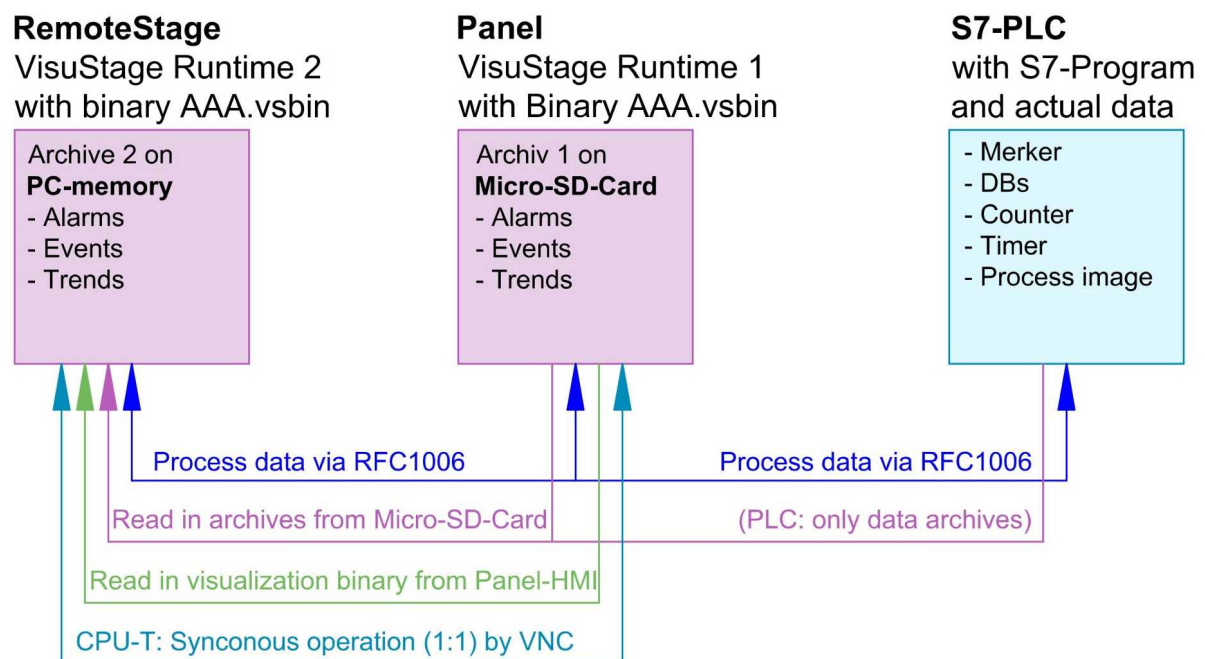 RemoteStage
VisuStage Runtime 2
with binary AAA.vsbin
Archive 2 on
PC-memory
- Alarms
- Events
- Trends
Panel
VisuStage Runtime 1
with Binary AAA.vsbin
Archiv 1 on
Micro-SD-Card
- Alarms
- Events
- Trends
S7-PLC
with S7-Program
and actual data
- Merker
- DBs
- Counter
- Timer
- Process image
Process data via RFC1006
Process data via RFC1006
Read in archives from Micro-SD-Card
(PLC: only data archives)
Read in visualization binary from Panel-HMI
CPU-T: Synconous operation (1:1) by VNC